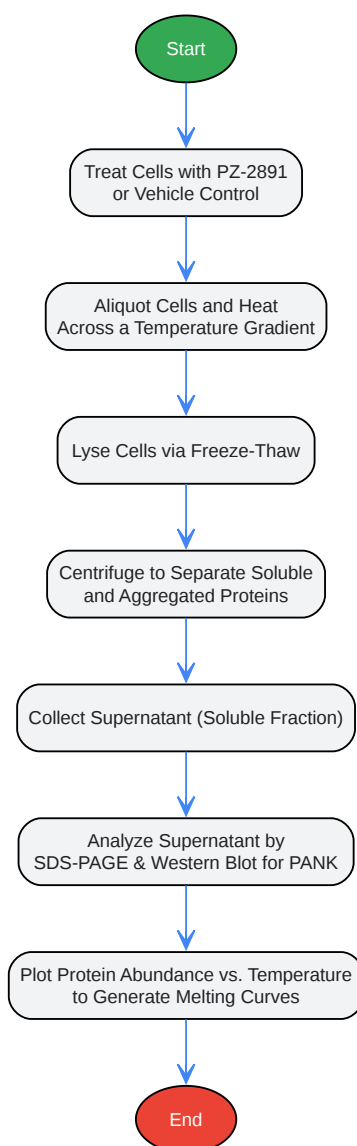 Start
Treat Cells with PZ-2891
or Vehicle Control
Aliquot Cells and Heat
Across a Temperature Gradient
Lyse Cells via Freeze-Thaw
Centrifuge to Separate Soluble
and Aggregated Proteins
Collect Supernatant (Soluble Fraction)
Analyze Supernatant by
SDS-PAGE & Western Blot for PANK
Plot Protein Abundance vs. Temperature
to Generate Melting Curves
End